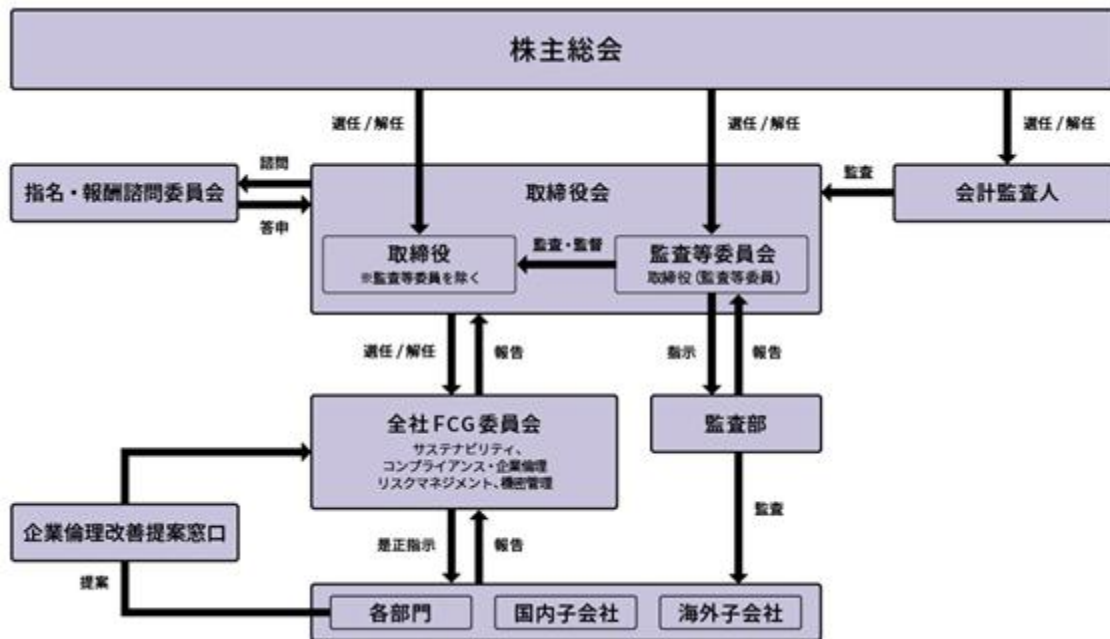 株主総会
選任/解任
選任/解任
選任/解任
諮問
指名・報酬諮問委員会
答申
取締役会
監査
会計監査人
取締役
※監査等委員を除く
監査・監督
監査等委員会
取締役(監査等委員)
選任/解任
報告
指示
報告
全社FCG委員会
サステナビリティ、
コンプライアンス・企業倫理
リスクマネジメント、機密管理
監査部
企業倫理改善提案窓口
是正指示
報告
監査
提案
各部門
国内子会社
海外子会社